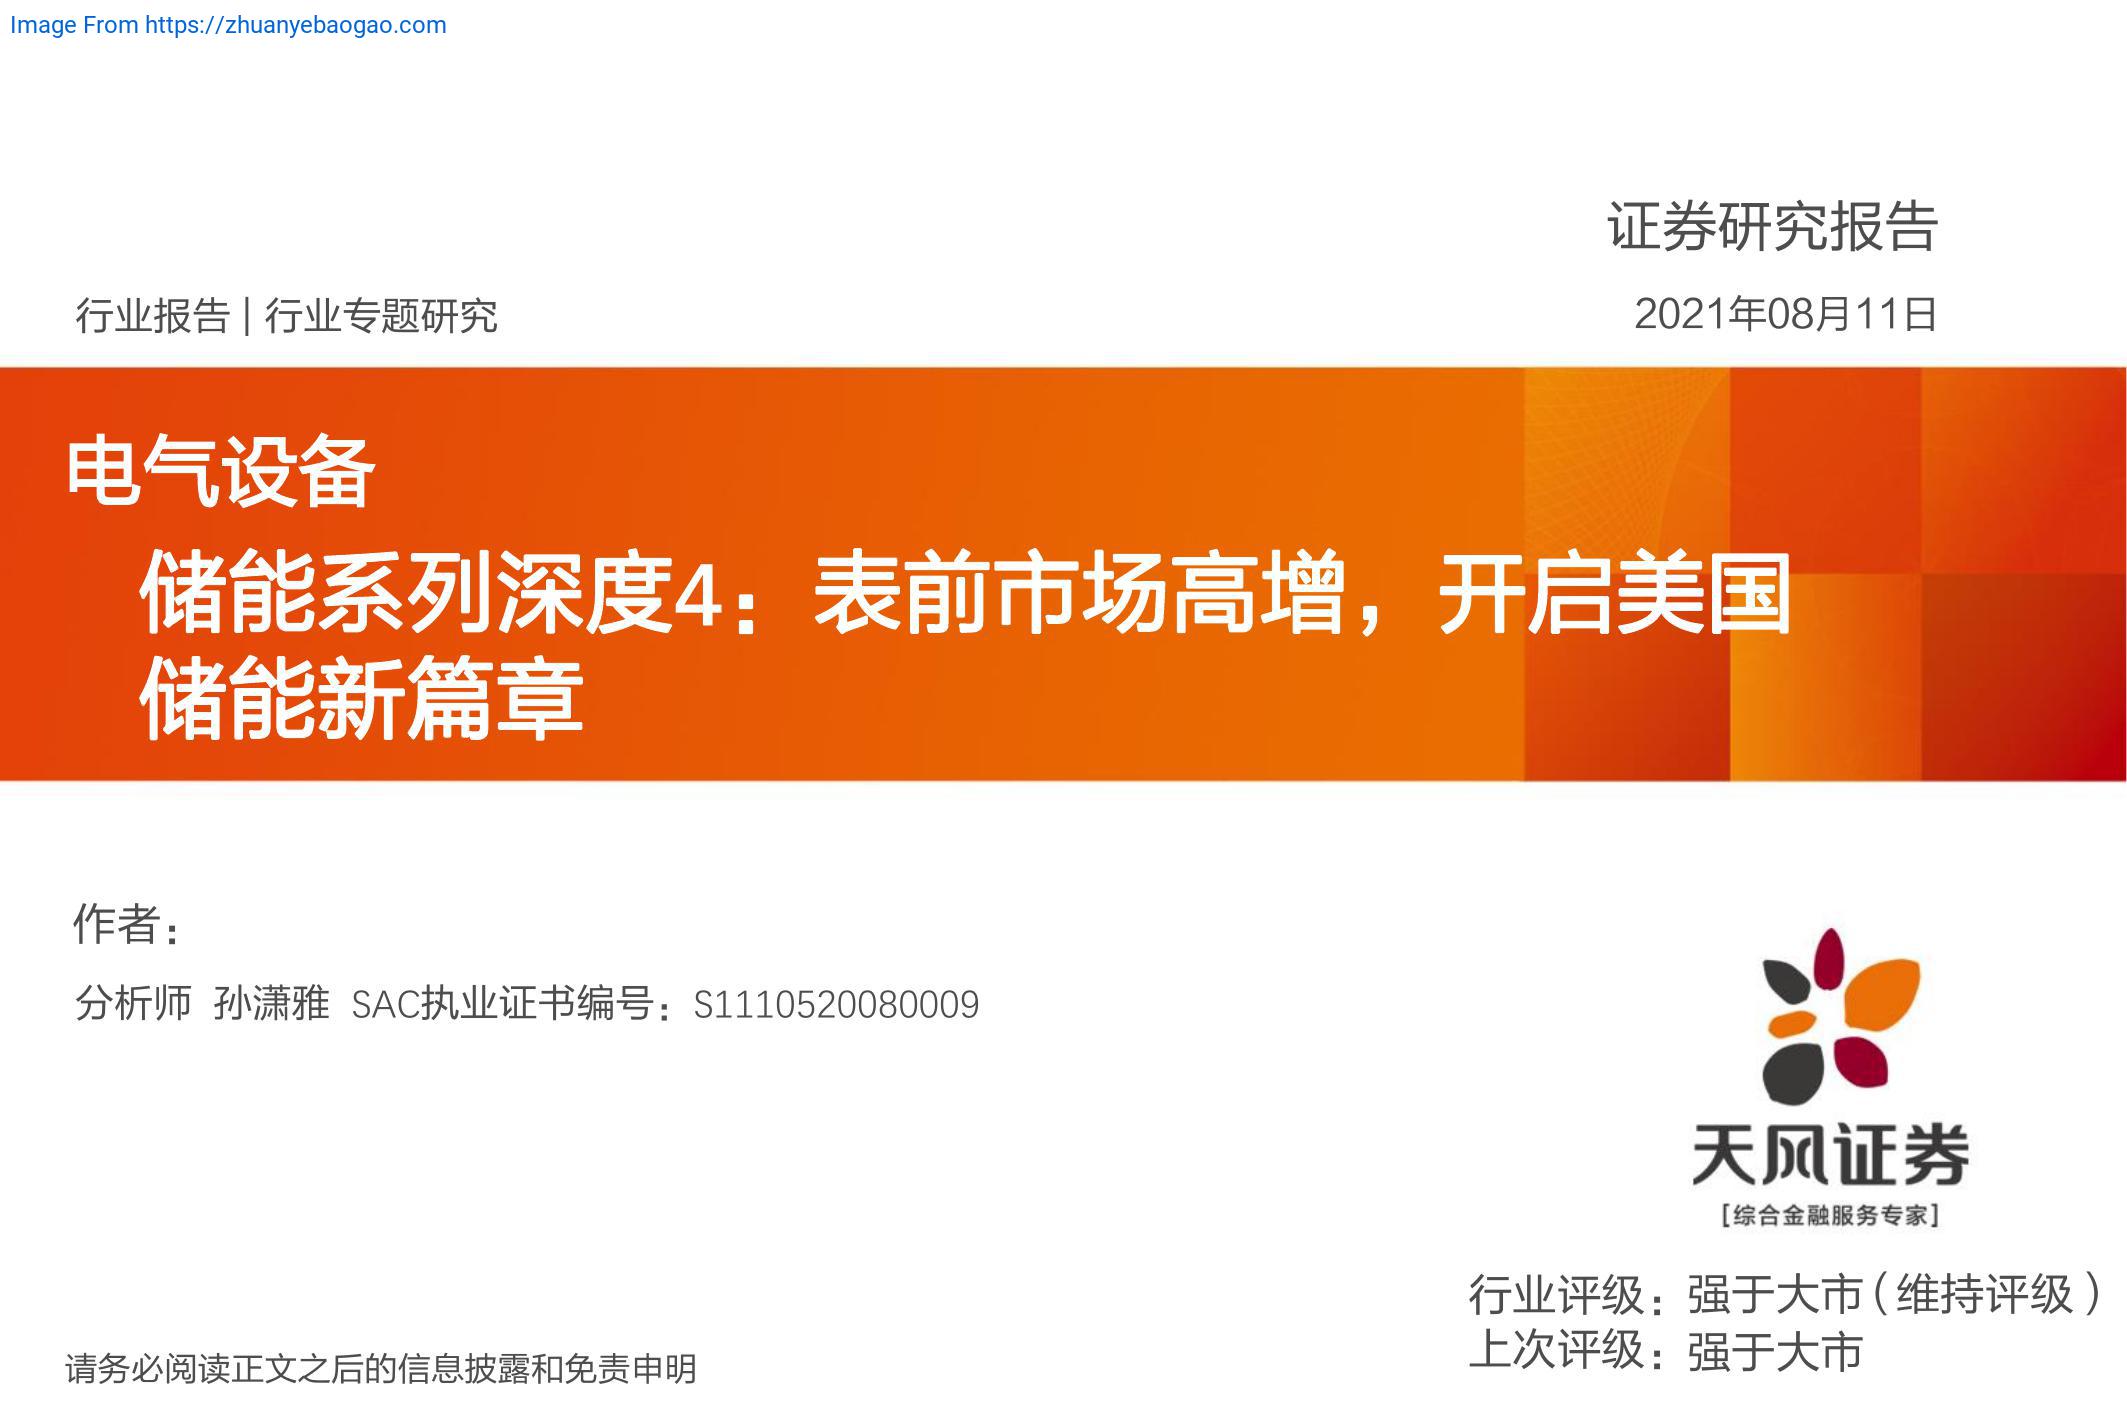 Image From https://zhuanyebaogao.com
证券研究报告
行业报告 | 行业专题研究
2021年08月11日
电气设备
储能系列深度4：表前市场高增，开启美国
储能新篇章
作者：
分析师 孙潇雅 SAC执业证书编号：S1110520080009
天风证券
[综合金融服务专家]
行业评级：强于大市（维持评级）
上次评级：强于大市
请务必阅读正文之后的信息披露和免责申明